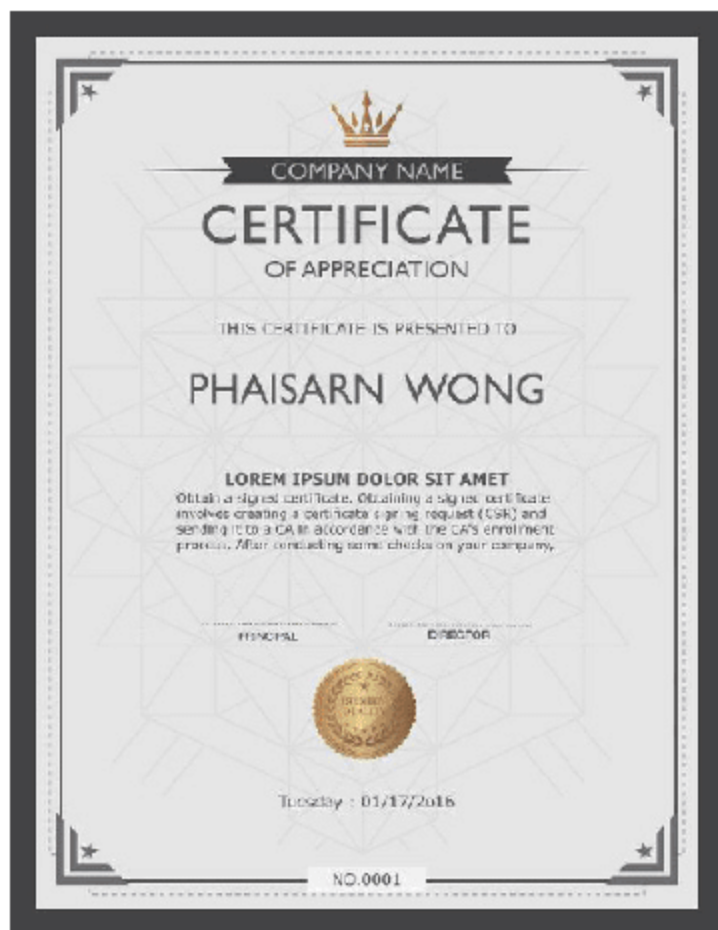 COMPANY NAME
CERTIFICATE
OF APPRECIATION
THIS CERTIFICATE IS PRESENTED TO
PHAISARN WONG
LOREM IPSUM DOLOR SIT AMET
Obtain a signed certificate. Obtaining a signed certificate
involves creating a certificate signing request (CSR) and
sending it to a CA in accordance with the CA's enrollment
process. After conducting some checks on your company,
PRINCIPAL DIRECTOR
Tuesday : 01/17/2016
NO.0001